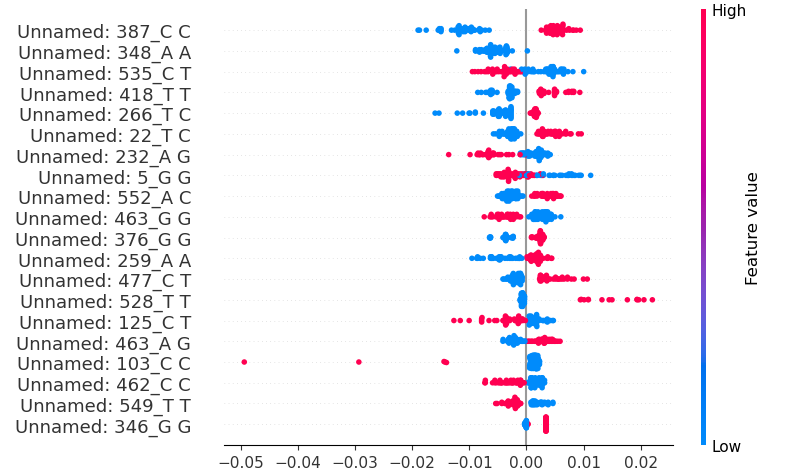 High
Unnamed: 387_C C
Unnamed: 348_A A
Unnamed: 535_C T
Unnamed: 418_T T
Unnamed: 266_T C
Unnamed: 22_T C
Unnamed: 232_A G
Unnamed: 5_G G
Unnamed: 552_A C
Unnamed: 463_G G
Unnamed: 376_G G
Unnamed: 259_A A
Unnamed: 477_C T
Unnamed: 528_T T
Unnamed: 125_C T
Unnamed: 463_A G
Unnamed: 103_C C
Unnamed: 462_C C
Unnamed: 549_T T
Unnamed: 346_G G
Feature value
Low
−0.05 −0.04 −0.03 −0.02 −0.01 0.00 0.01 0.02